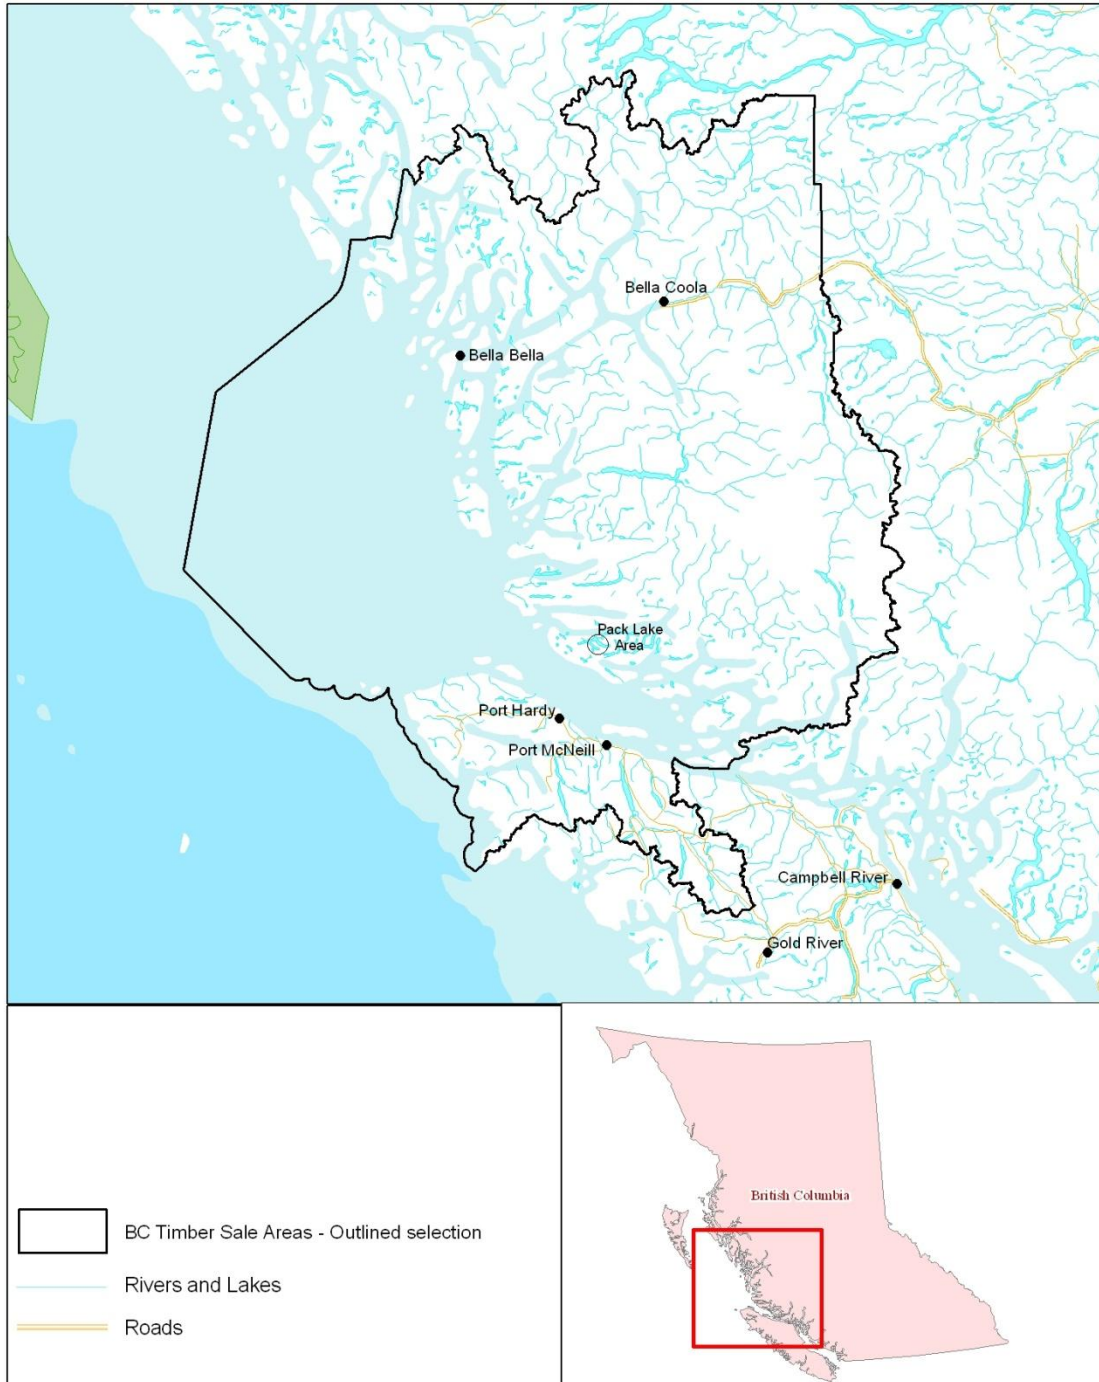 Bella Coola
Bella Bella
Pack Lake
Area
Port Hardy
Port McNeill
Campbell River
Gold River
British Columbia
BC Timber Sale Areas - Outlined selection
Rivers and Lakes
Roads